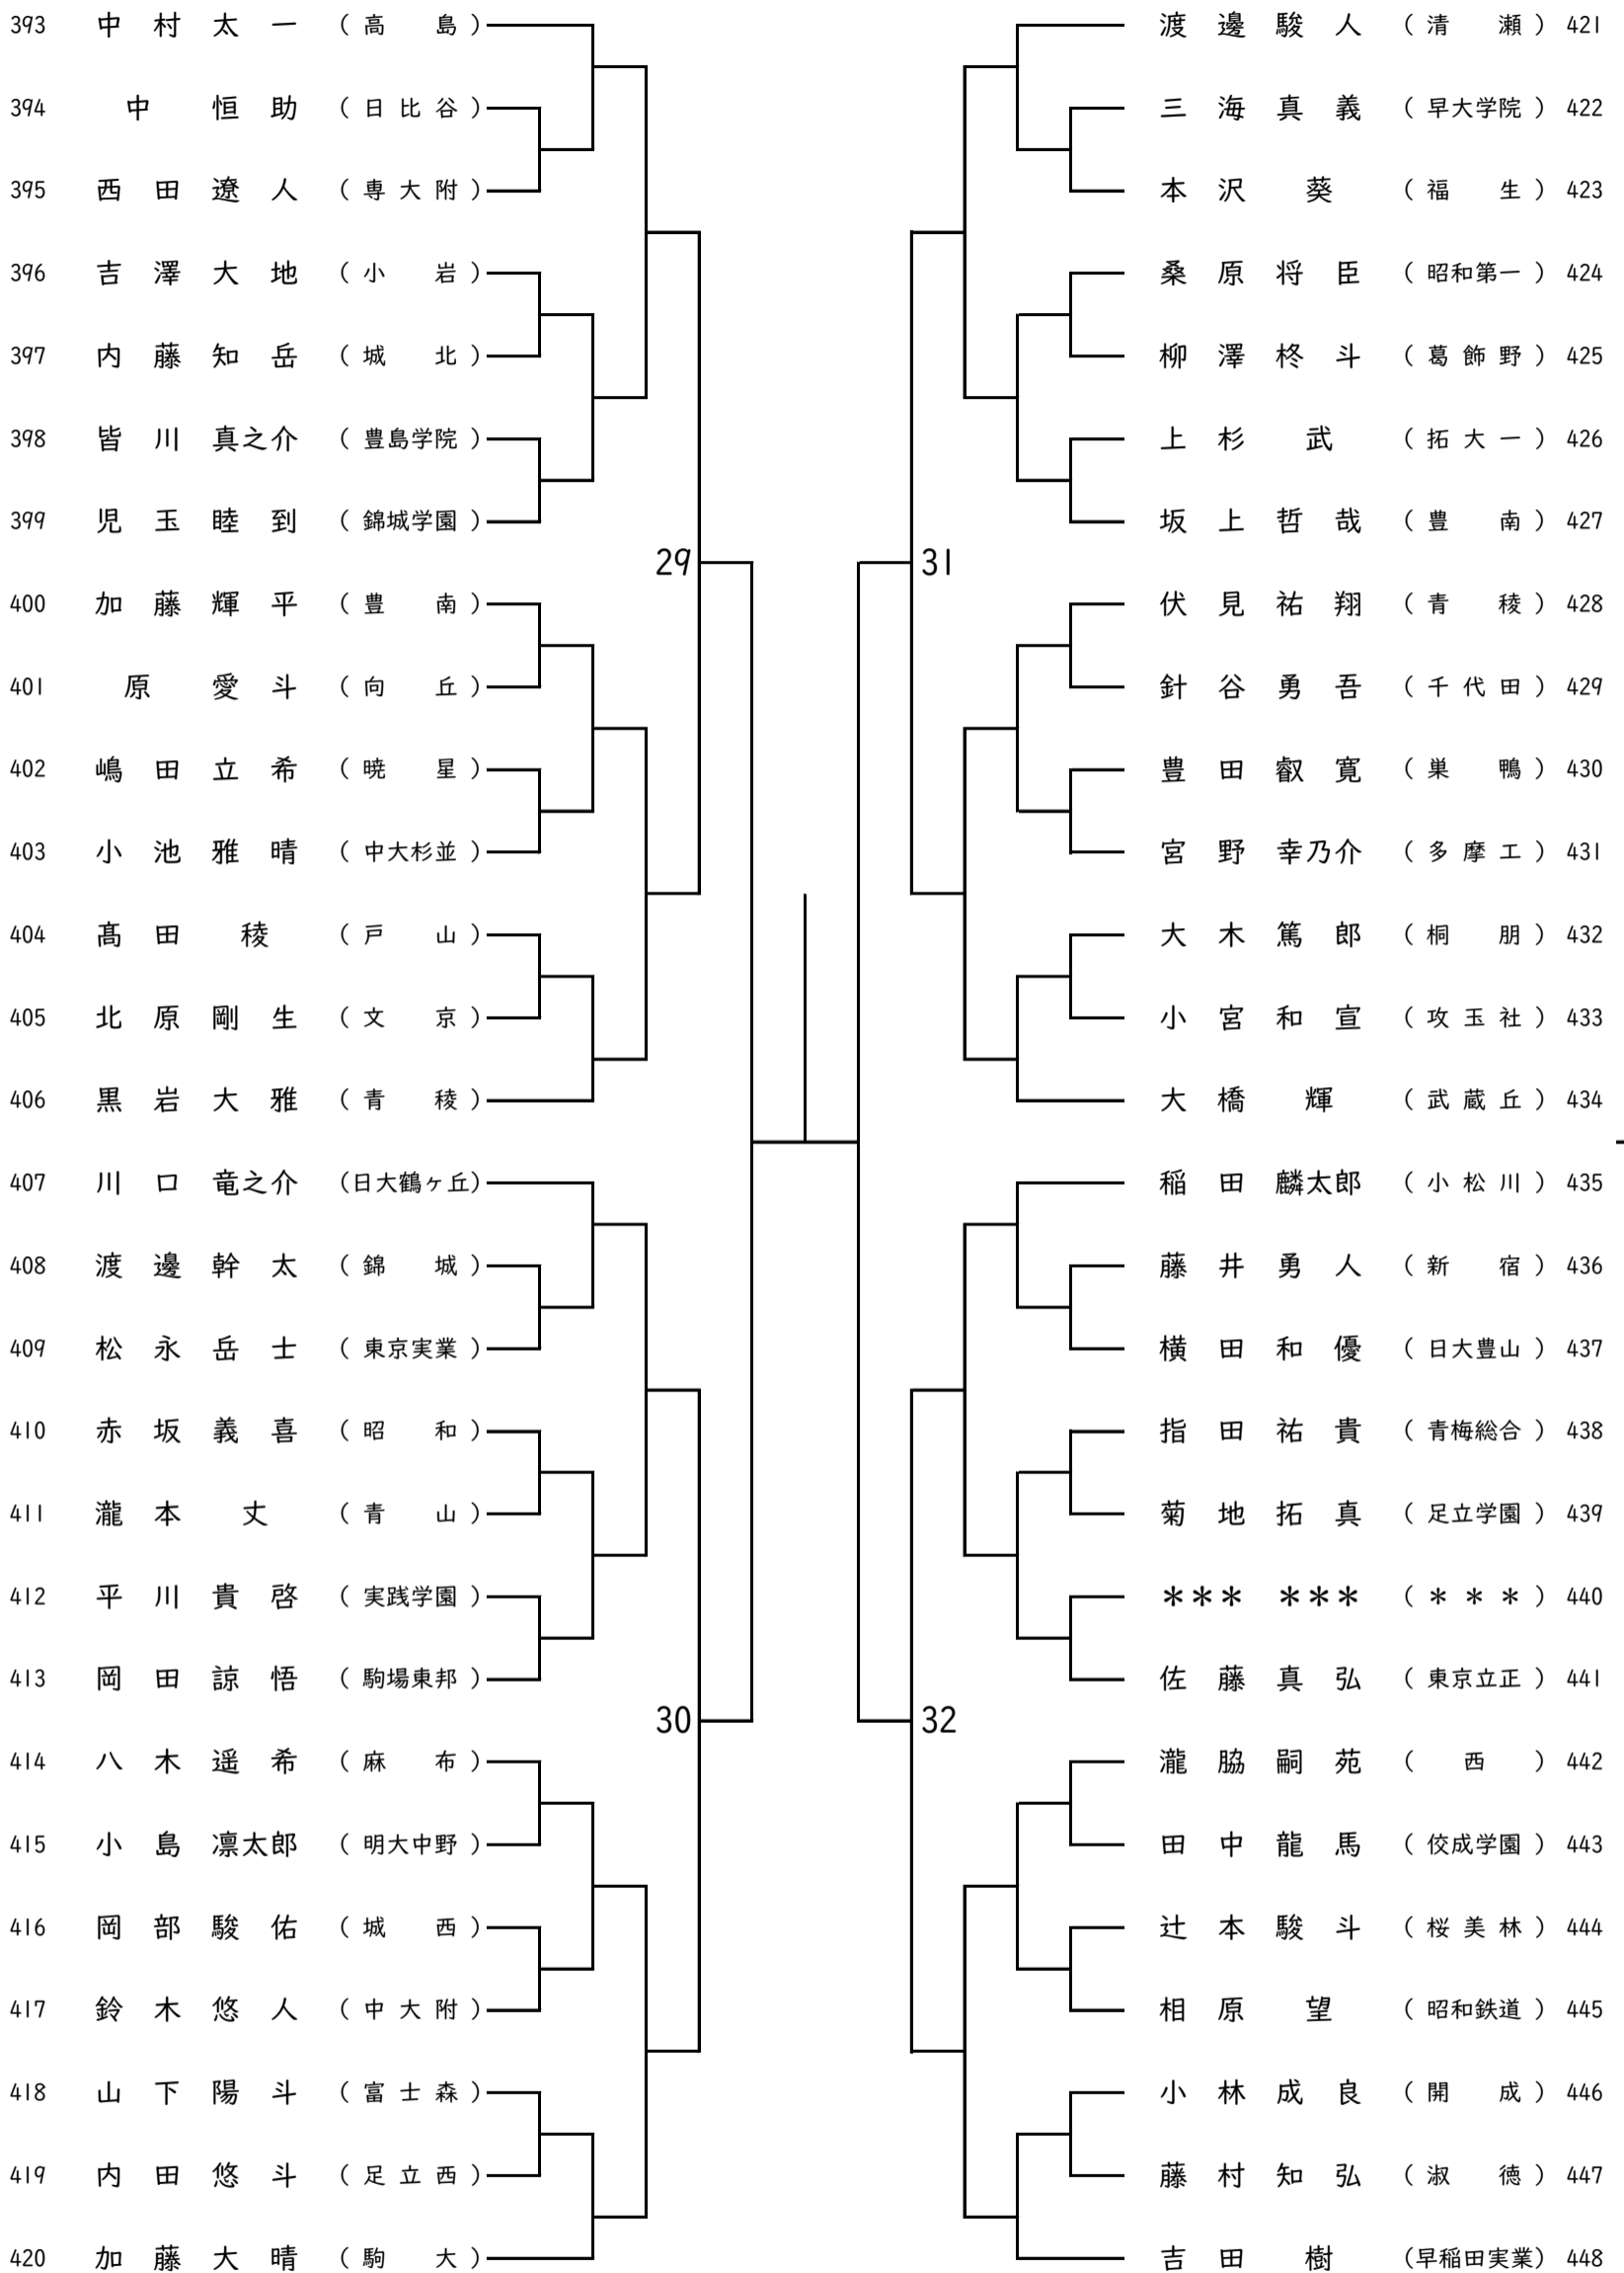 393 中村太一 (高島)
394 中 恒助 (日比谷)
395 西田遼人 (専大附)
396 吉澤大地 (小岩)
397 内藤知岳 (城北)
398 皆川真之介 (豊島学院)
399 児玉睦到 (錦城学園)
29
400 加藤輝平 (豊南)
401 原 愛斗 (向丘)
402 嶋田立希 (暁星)
403 小池雅晴 (中大杉並)
404 髙田 稜 (戸山)
405 北原剛生 (文京)
406 黒岩大雅 (青稜)
407 川口竜之介 (日大鶴ヶ丘)
408 渡邊幹太 (錦城)
409 松永岳士 (東京実業)
410 赤坂義喜 (昭和)
411 瀧本 丈 (青山)
412 平川貴啓 (実践学園)
413 岡田諒悟 (駒場東邦)
30
414 八木遥希 (麻布)
415 小島凛太郎 (明大中野)
416 岡部駿佑 (城西)
417 鈴木悠人 (中大附)
418 山下陽斗 (富士森)
419 内田悠斗 (足立西)
420 加藤大晴 (駒大)
渡邊駿人 (清瀬) 421
三海真義 (早大学院) 422
本沢 葵 (福生) 423
桑原将臣 (昭和第一) 424
柳澤柊斗 (葛飾野) 425
上杉 武 (拓大一) 426
坂上哲哉 (豊南) 427
31
伏見祐翔 (青稜) 428
針谷勇吾 (千代田) 429
豊田叡寛 (巣鴨) 430
宮野幸乃介 (多摩工) 431
大木篤郎 (桐朋) 432
小宮和宣 (攻玉社) 433
大橋 輝 (武蔵丘) 434
稲田麟太郎 (小松川) 435
藤井勇人 (新宿) 436
横田和優 (日大豊山) 437
指田祐貴 (青梅総合) 438
菊地拓真 (足立学園) 439
*** *** (***) 440
佐藤真弘 (東京立正) 441
32
瀧脇嗣苑 (西) 442
田中龍馬 (佼成学園) 443
辻本駿斗 (桜美林) 444
相原 望 (昭和鉄道) 445
小林成良 (開成) 446
藤村知弘 (淑徳) 447
吉田 樹 (早稲田実業) 448